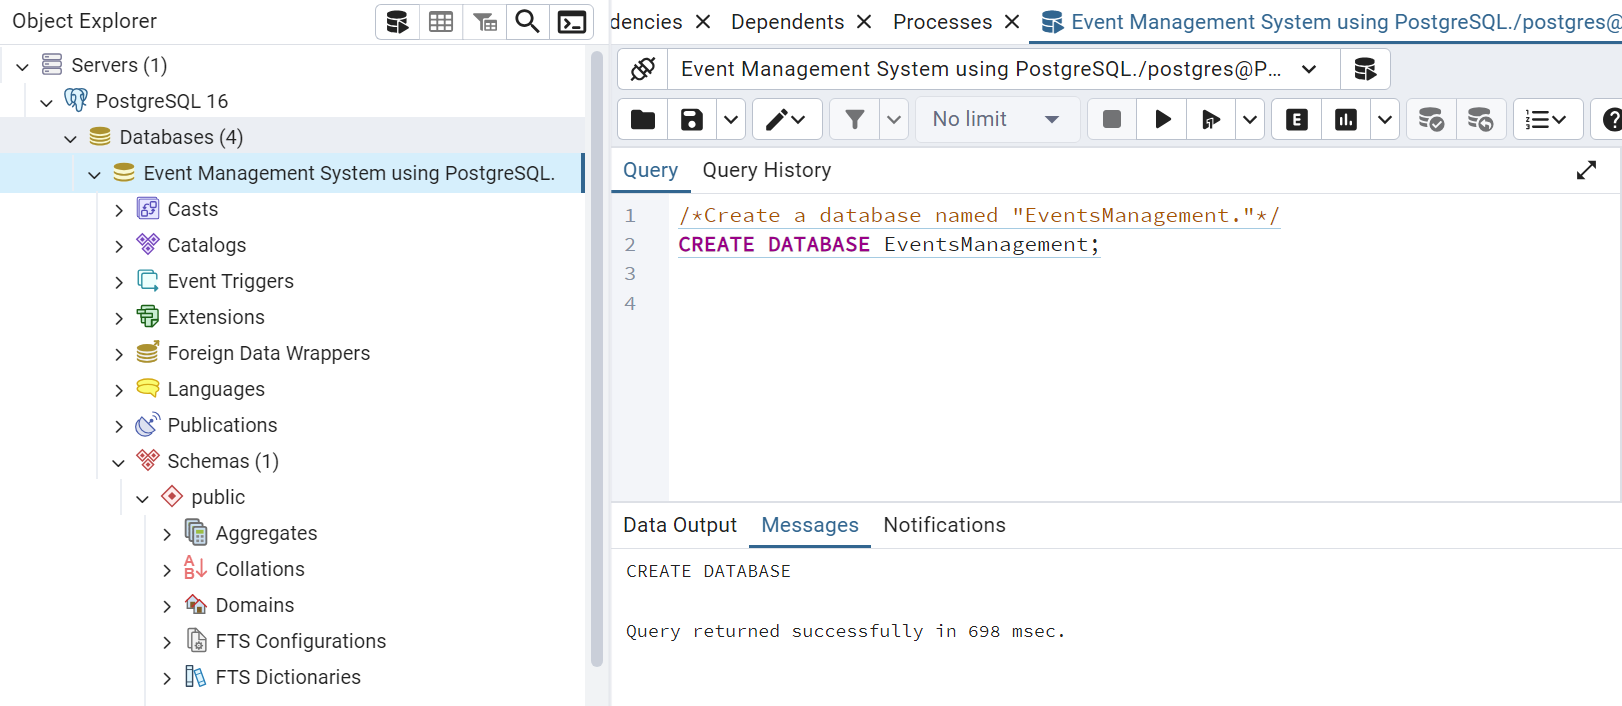 Object Explorer
Servers (1)
PostgreSQL 16
Databases (4)
Event Management System using PostgreSQL.
Casts
Catalogs
Event Triggers
Extensions
Foreign Data Wrappers
Languages
Publications
Schemas (1)
public
Aggregates
Collations
Domains
FTS Configurations
FTS Dictionaries
dencies Dependents Processes Event Management System using PostgreSQL./postgres@
Event Management System using PostgreSQL./postgres@P...
No limit
Query Query History
1 /*Create a database named "EventsManagement."*/
2 CREATE DATABASE EventsManagement;
3
4
Data Output Messages Notifications
CREATE DATABASE
Query returned successfully in 698 msec.